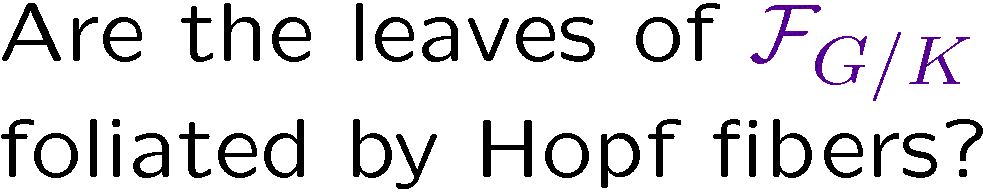 Are the leaves of $\mathcal{F}_{G/K}$
foliated by Hopf fibers?